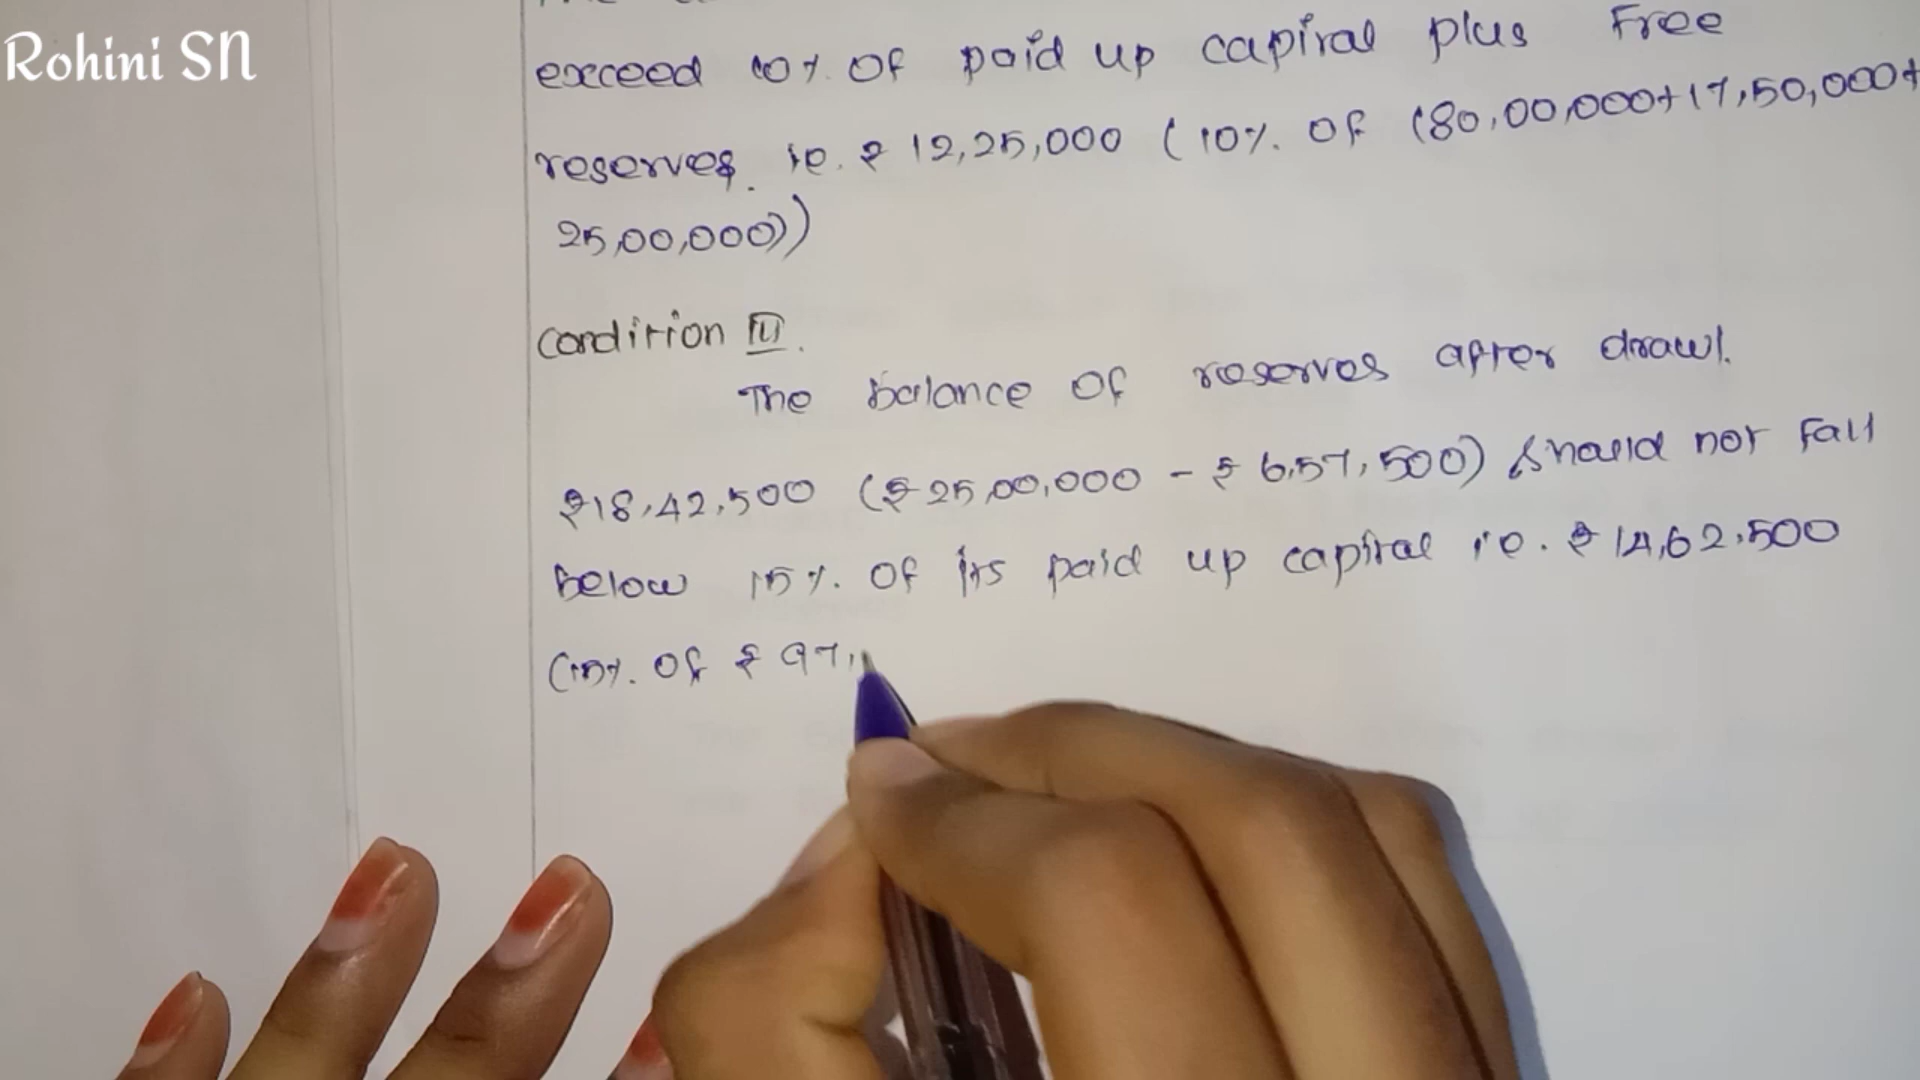 Rohini SN
exceed 10% of paid up capital plus Free
reserves. ie. ₹ 12,25,000 (10% of (80,00,000+17,50,000+
25,00,000))
condition III.
The balance of reserves after drawl.
₹18,42,500 (₹25,00,000 - ₹ 6,57,500) should not fall
below 15% of its paid up capital ie. ₹ 14,62,500
(15% of ₹ 97,